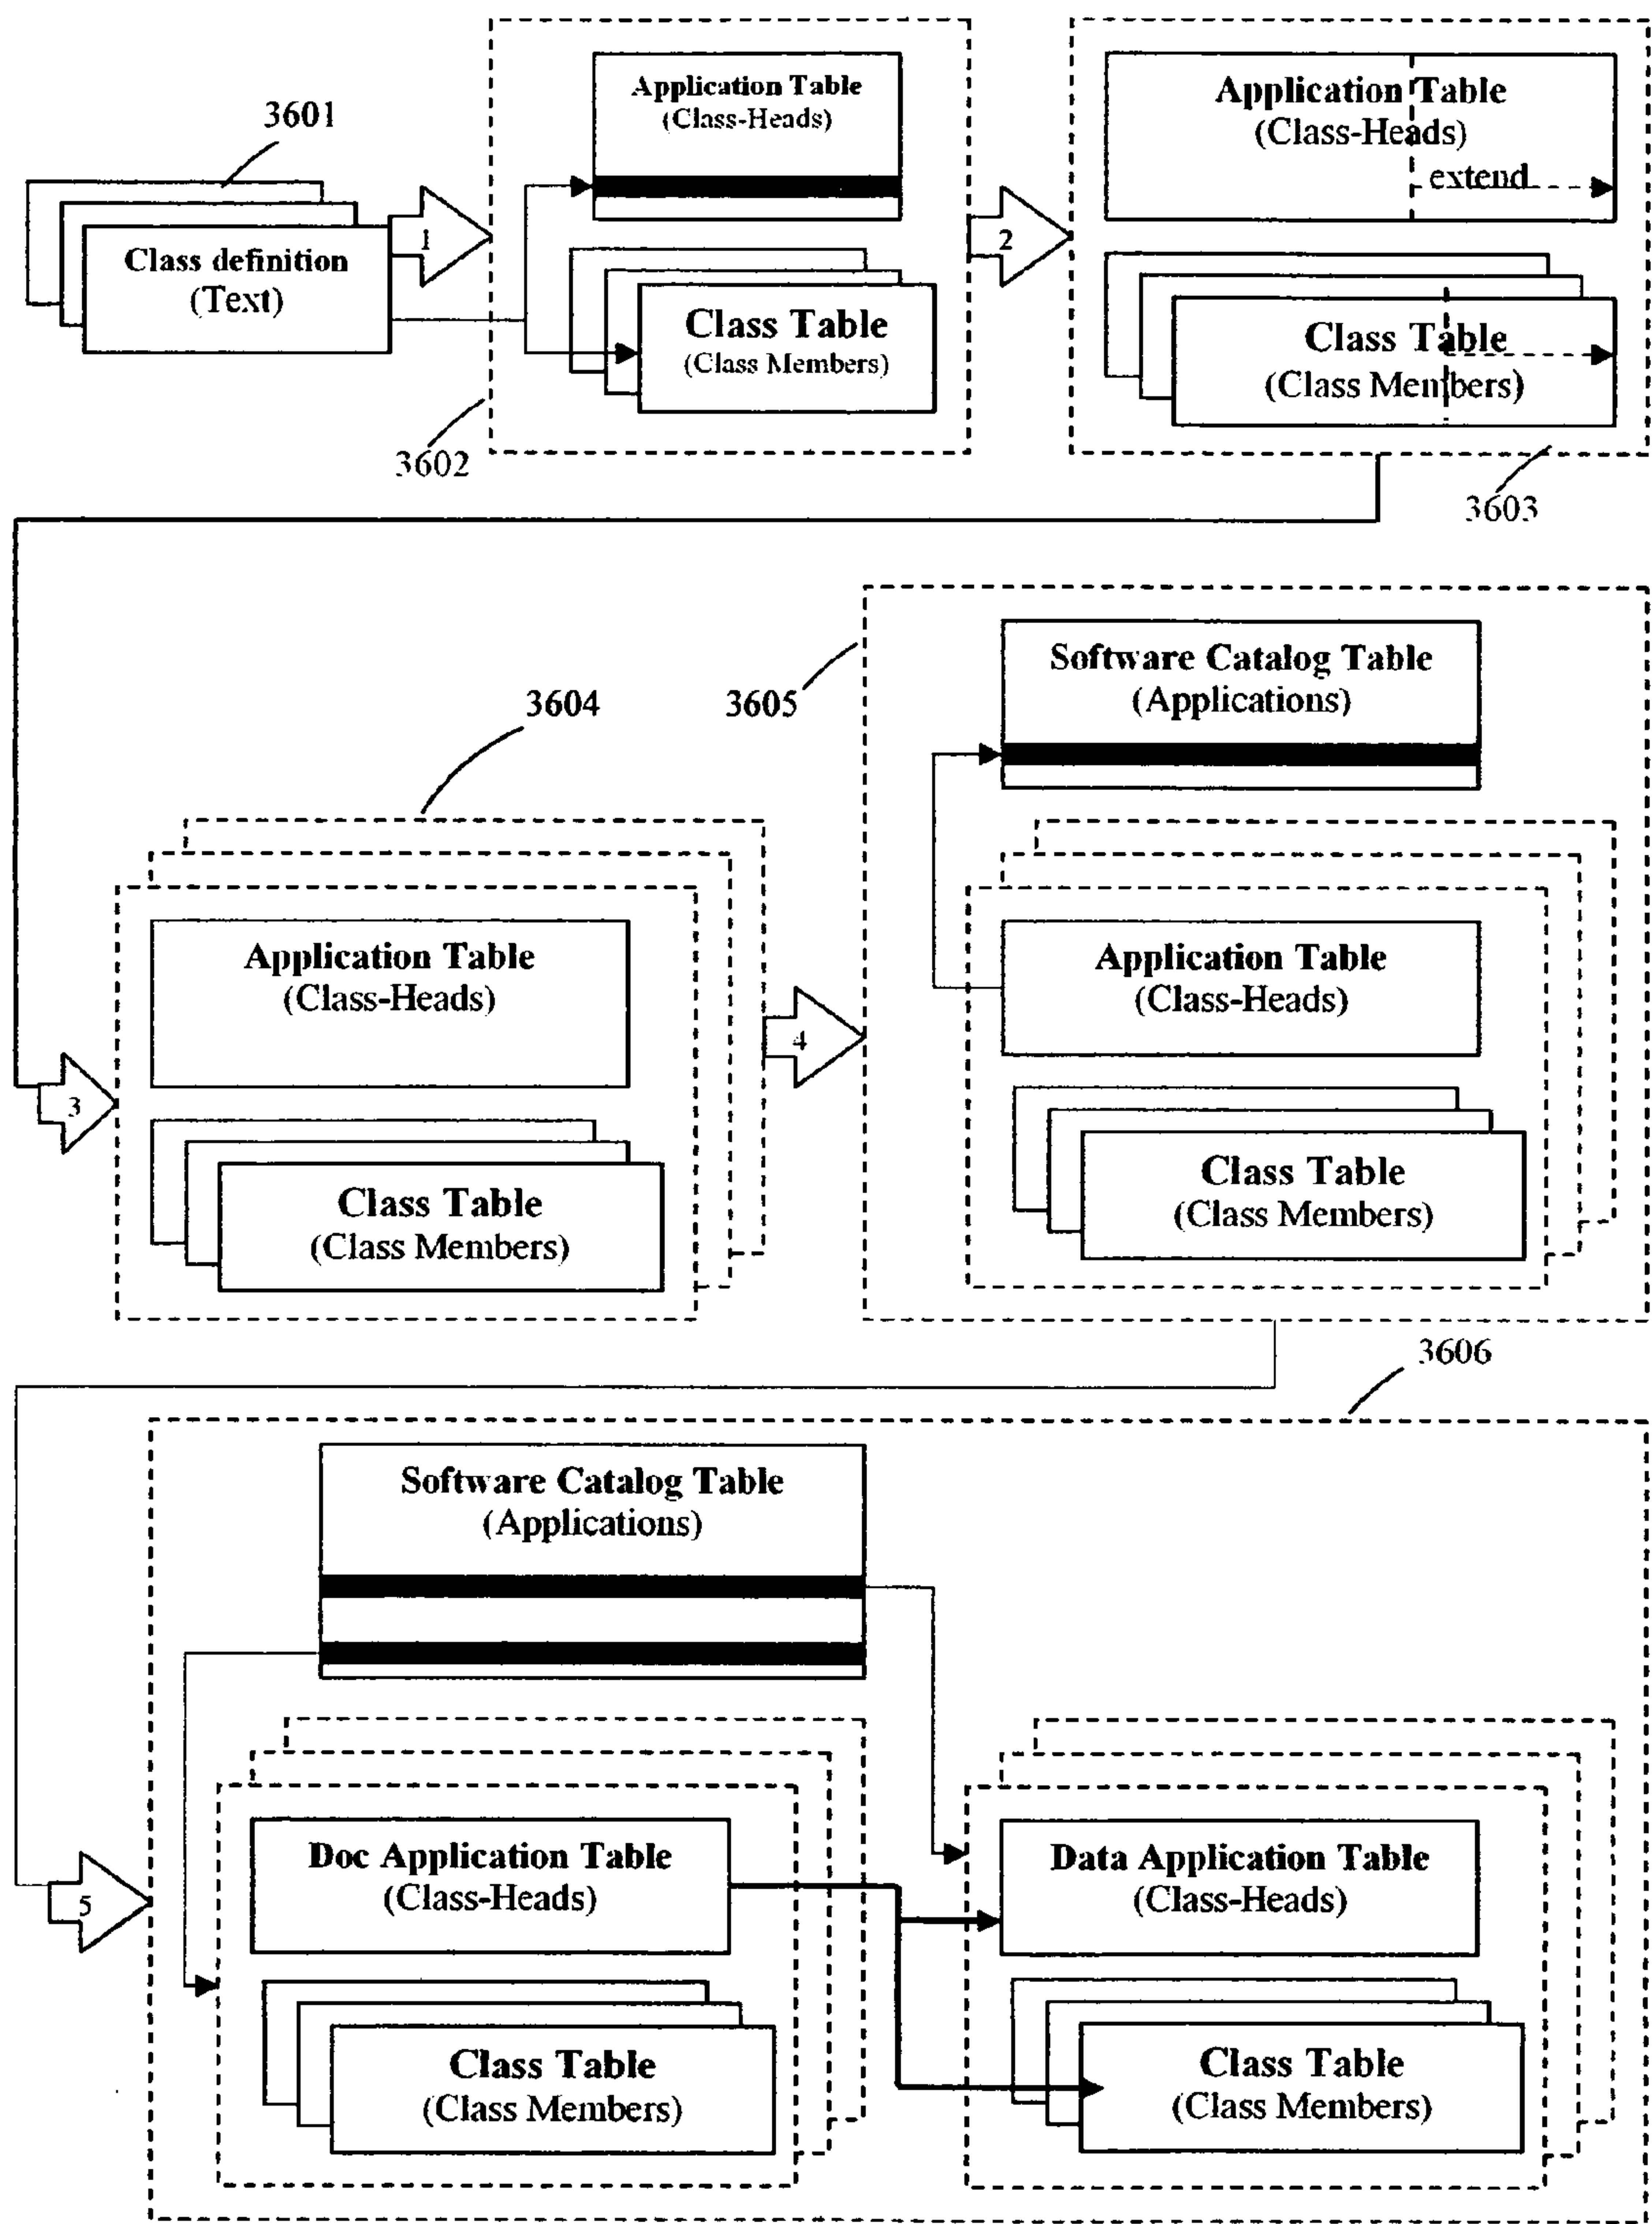 3601
Class definition
(Text)
1
Application Table
(Class-Heads)
Class Table
(Class Members)
3602
2
Application Table
(Class-Heads)
extend
Class Table
(Class Members)
3603
3
3604
Application Table
(Class-Heads)
Class Table
(Class Members)
4
3605
Software Catalog Table
(Applications)
Application Table
(Class-Heads)
Class Table
(Class Members)
3606
5
Software Catalog Table
(Applications)
Doc Application Table
(Class-Heads)
Class Table
(Class Members)
Data Application Table
(Class-Heads)
Class Table
(Class Members)